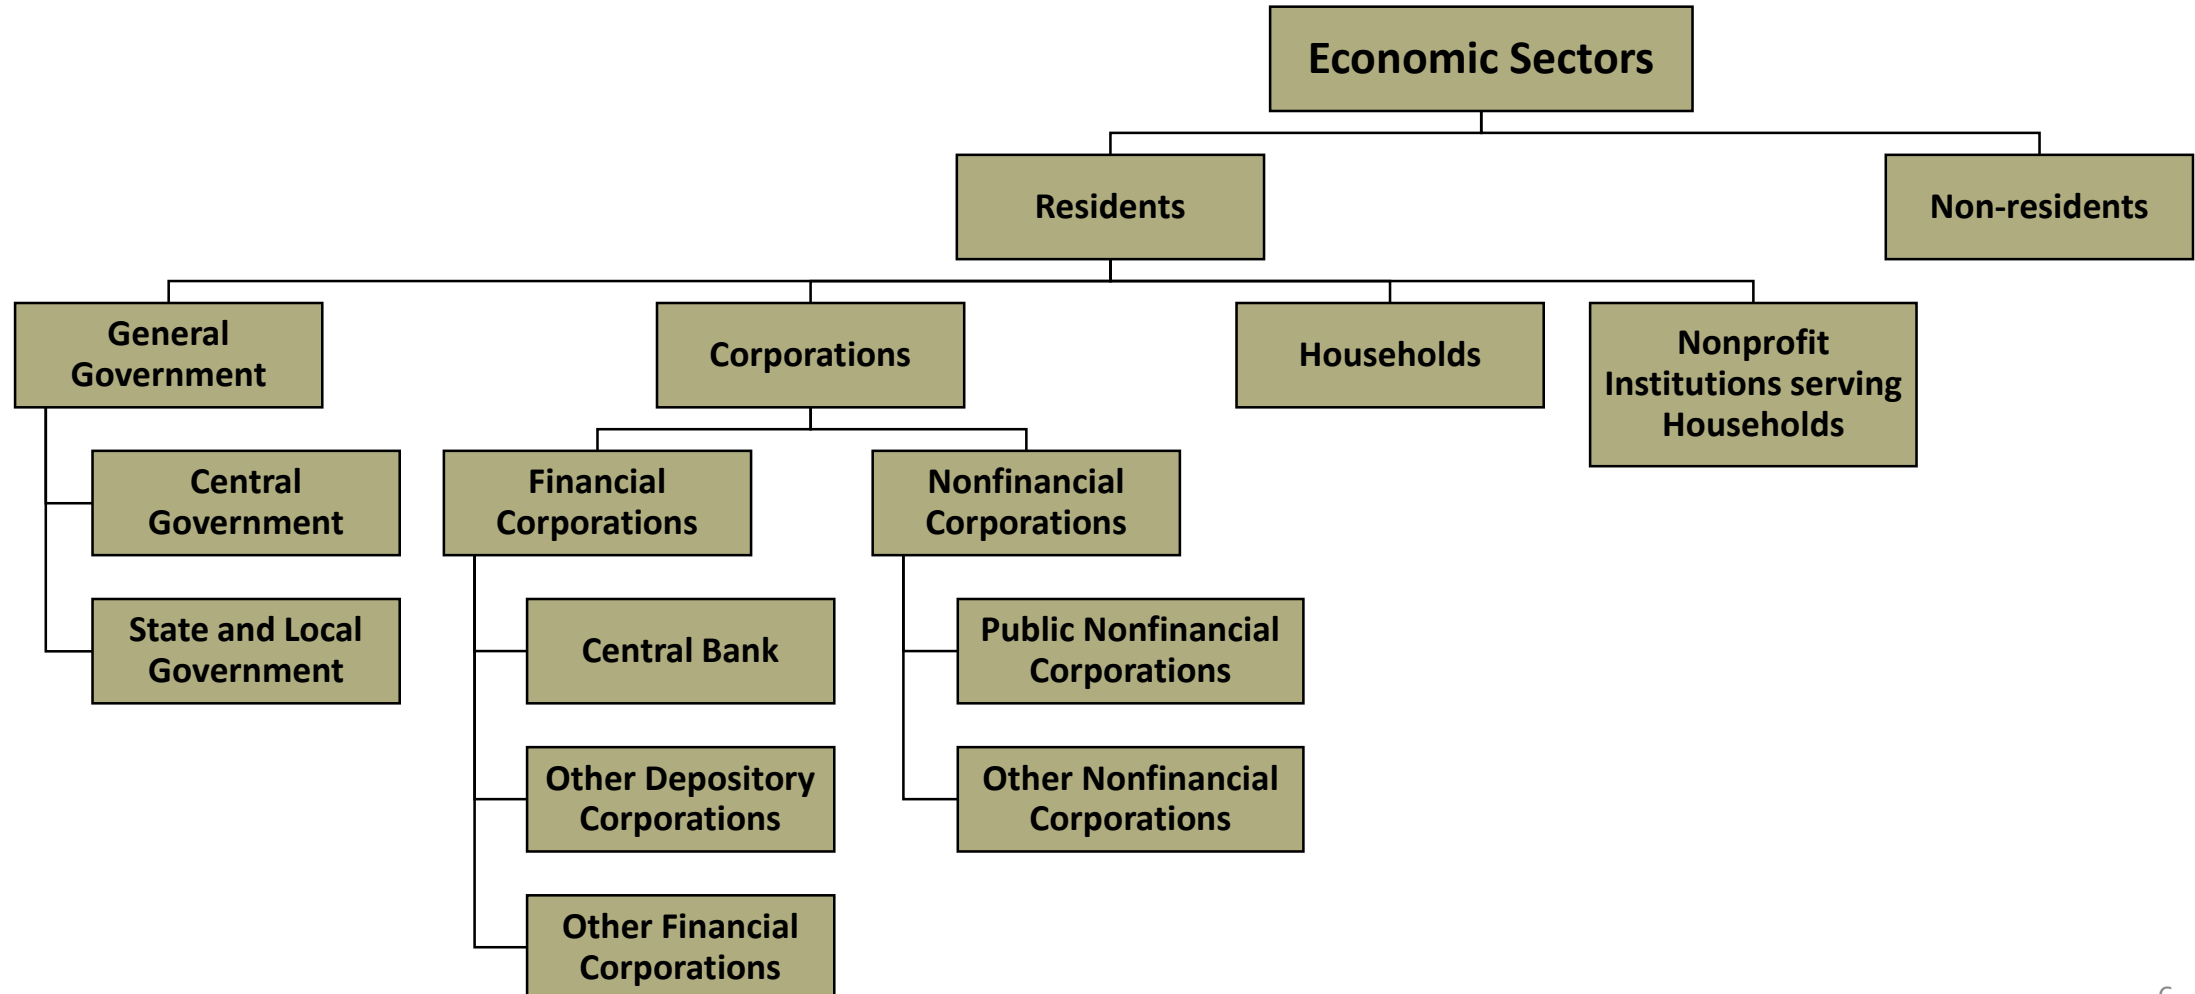 Economic Sectors
Residents
Non-residents
General
Government
Corporations
Households
Nonprofit
Institutions serving
Households
Central
Government
Financial
Corporations
Nonfinancial
Corporations
State and Local
Government
Central Bank
Public Nonfinancial
Corporations
Other Depository
Corporations
Other Nonfinancial
Corporations
Other Financial
Corporations